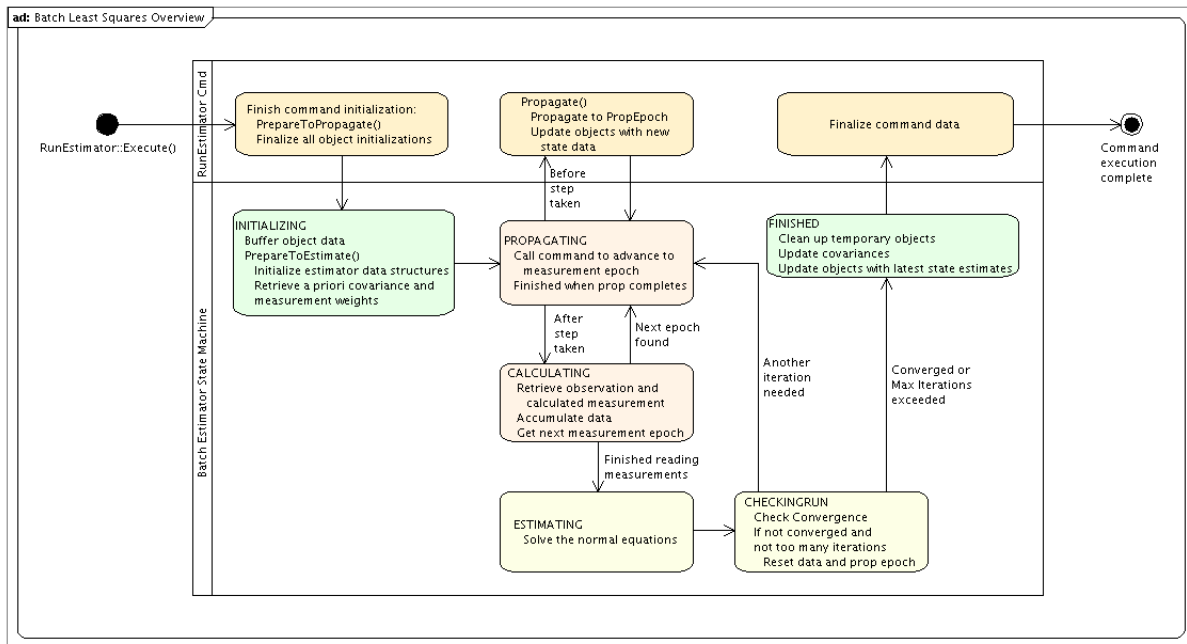 ad: Batch Least Squares Overview
RunEstimator Cmd
RunEstimator::Execute()
Finish command initialization:
PrepareToPropagate()
Finalize all object initializations
Propagate()
Propagate to PropEpoch
Update objects with new
state data
Finalize command data
Command
execution
complete
Before
step
taken
Batch Estimator State Machine
INITIALIZING
Buffer object data
PrepareToEstimate()
Initialize estimator data structures
Retrieve a priori covariance and
measurement weights
PROPAGATING
Call command to advance to
measurement epoch
Finished when prop completes
FINISHED
Clean up temporary objects
Update covariances
Update objects with latest state estimates
After
step
taken
Next epoch
found
CALCULATING
Retrieve observation and
calculated measurement
Accumulate data
Get next measurement epoch
Another
iteration
needed
Converged or
Max Iterations
exceeded
Finished reading
measurements
ESTIMATING
Solve the normal equations
CHECKINGRUN
Check Convergence
If not converged and
not too many iterations
Reset data and prop epoch